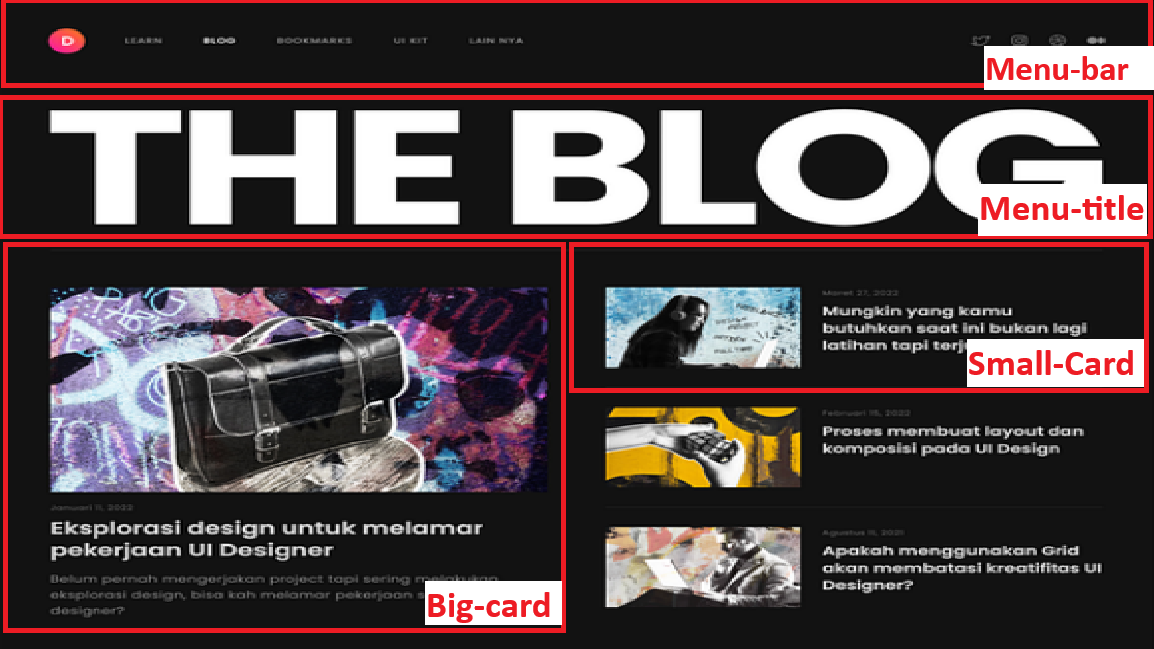 D LEARN BLOG BOOKMARKS UI KIT LAIN NYA
Menu-bar
THE BLOG
Menu-title
Januari 11, 2022
Eksplorasi design untuk melamar
pekerjaan UI Designer
Belum pernah mengerjakan project tapi sering melakukan
eksplorasi design, bisa kah melamar pekerjaan
designer?
Big-card
Maret 27, 2022
Mungkin yang kamu
butuhkan saat ini bukan lagi
latihan tapi
Small-Card
Februari 15, 2022
Proses membuat layout dan
komposisi pada UI Design
Agustus 11, 2021
Apakah menggunakan Grid
akan membatasi kreatifitas UI
Designer?